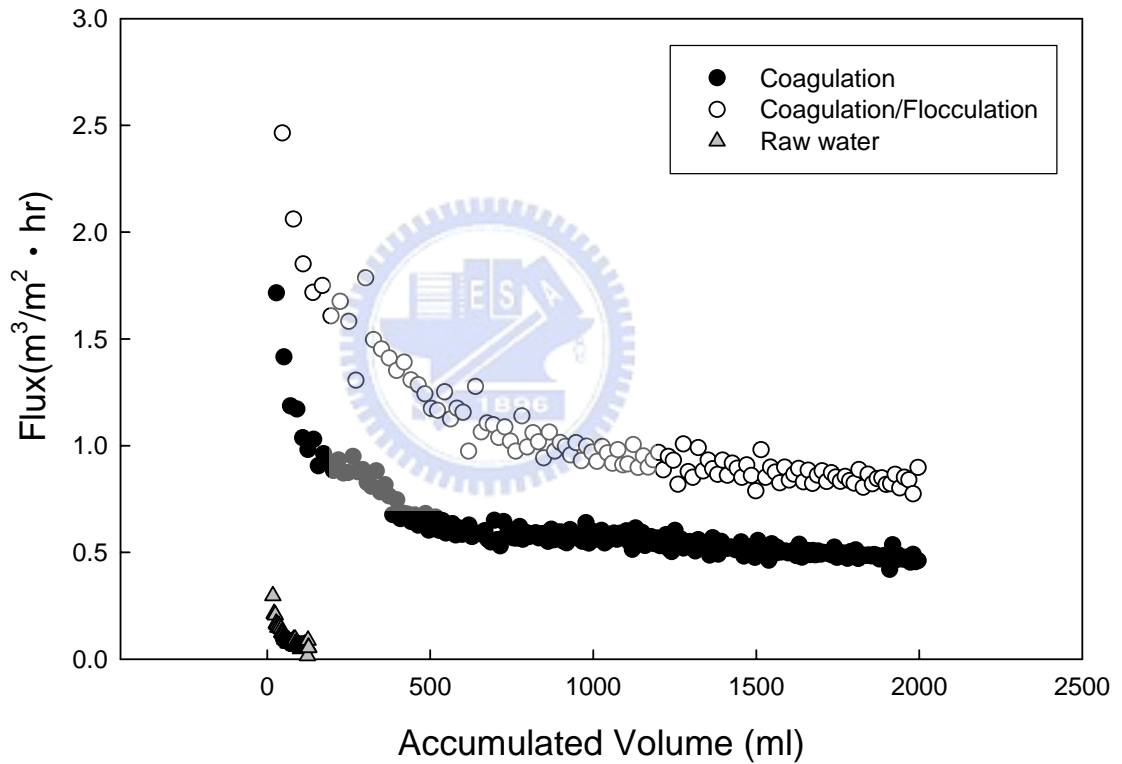 3.0
2.5
2.0
1.5
1.0
0.5
0.0
Flux(m³/m² • hr)
Coagulation
Coagulation/Flocculation
Raw water
E S A
1896
0 500 1000 1500 2000 2500
Accumulated Volume (ml)